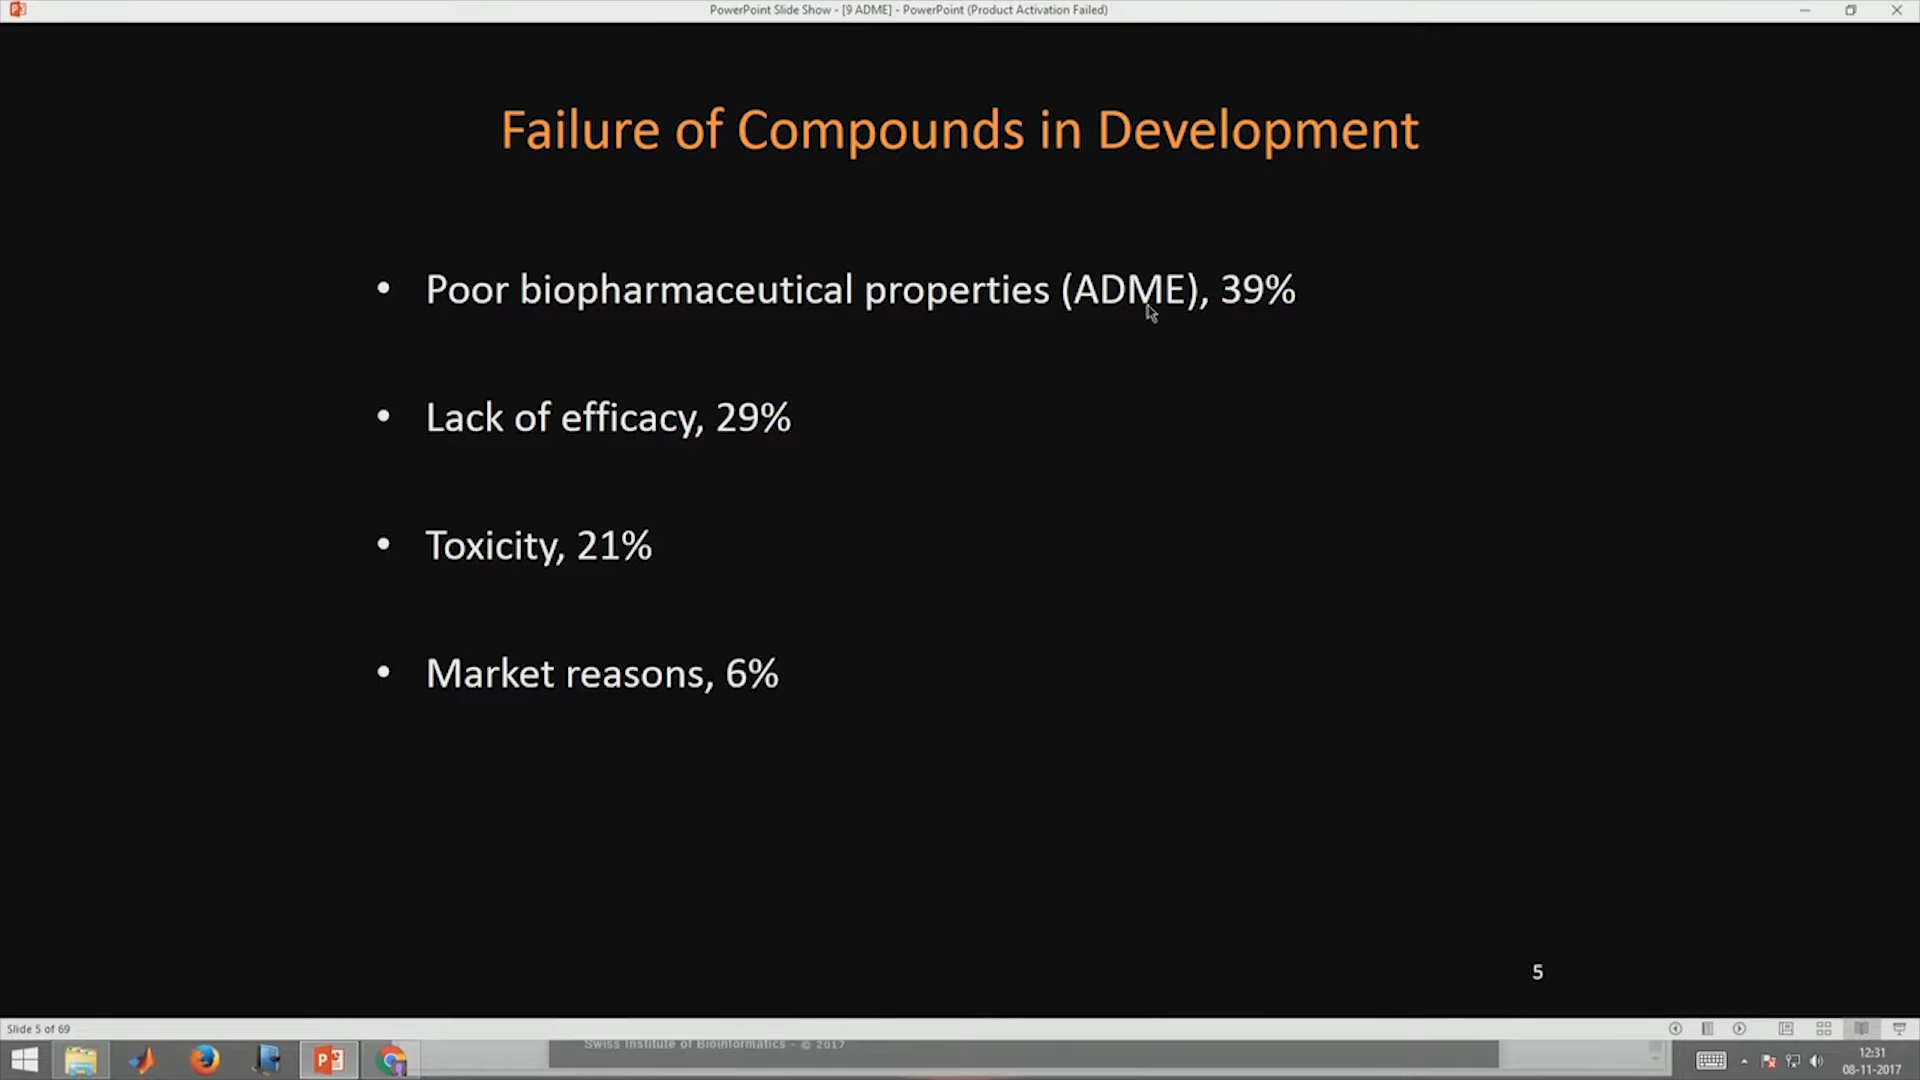 PowerPoint Slide Show - [9 ADME] - PowerPoint (Product Activation Failed)
Failure of Compounds in Development
• Poor biopharmaceutical properties (ADME), 39%
• Lack of efficacy, 29%
• Toxicity, 21%
• Market reasons, 6%
5
Slide 5 of 69
Swiss Institute of Bioinformatics - © 2017
12:31
08-11-2017